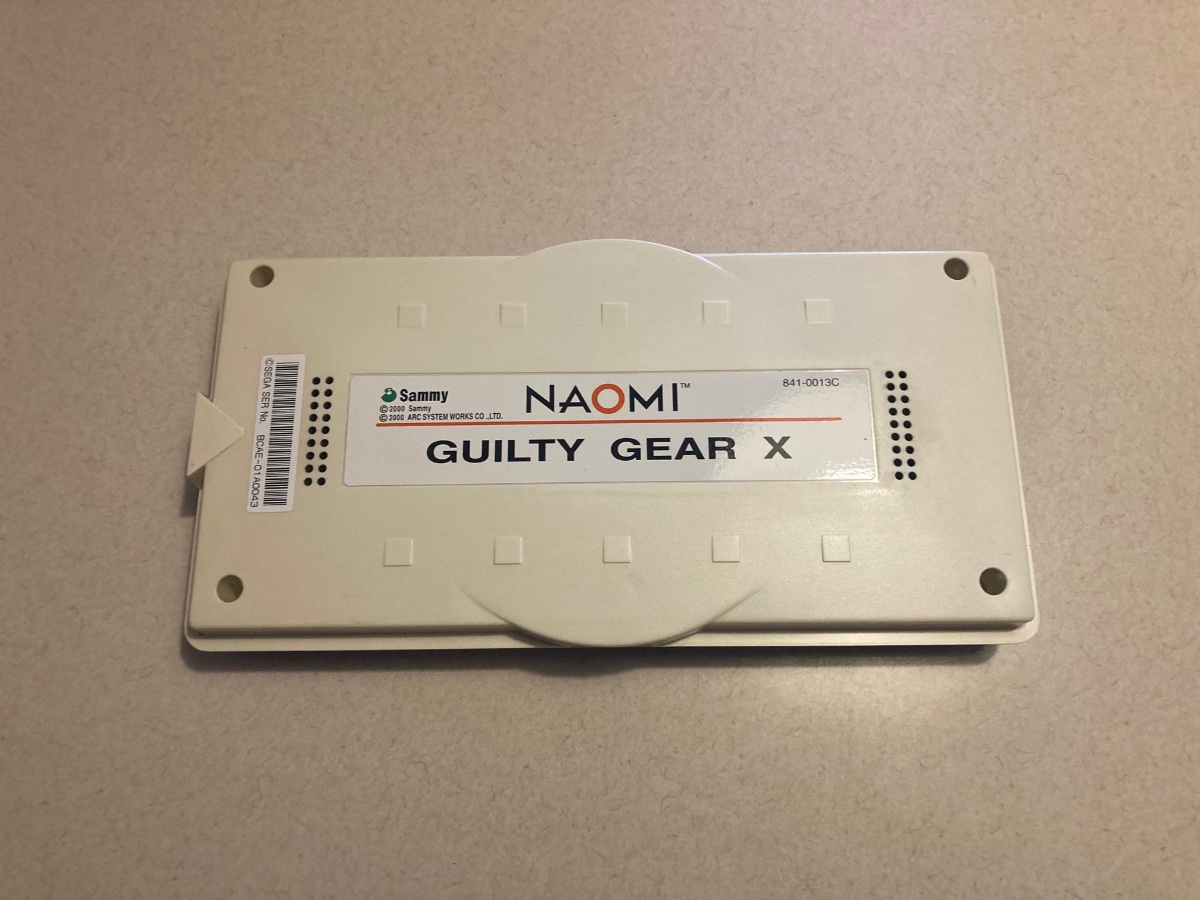 Sammy
© 2000 Sammy
© 2000 ARC SYSTEM WORKS CO .,LTD.
NAOMI™
841-0013C
GUILTY GEAR X
©SEGA SER No. BCAE-01A0043